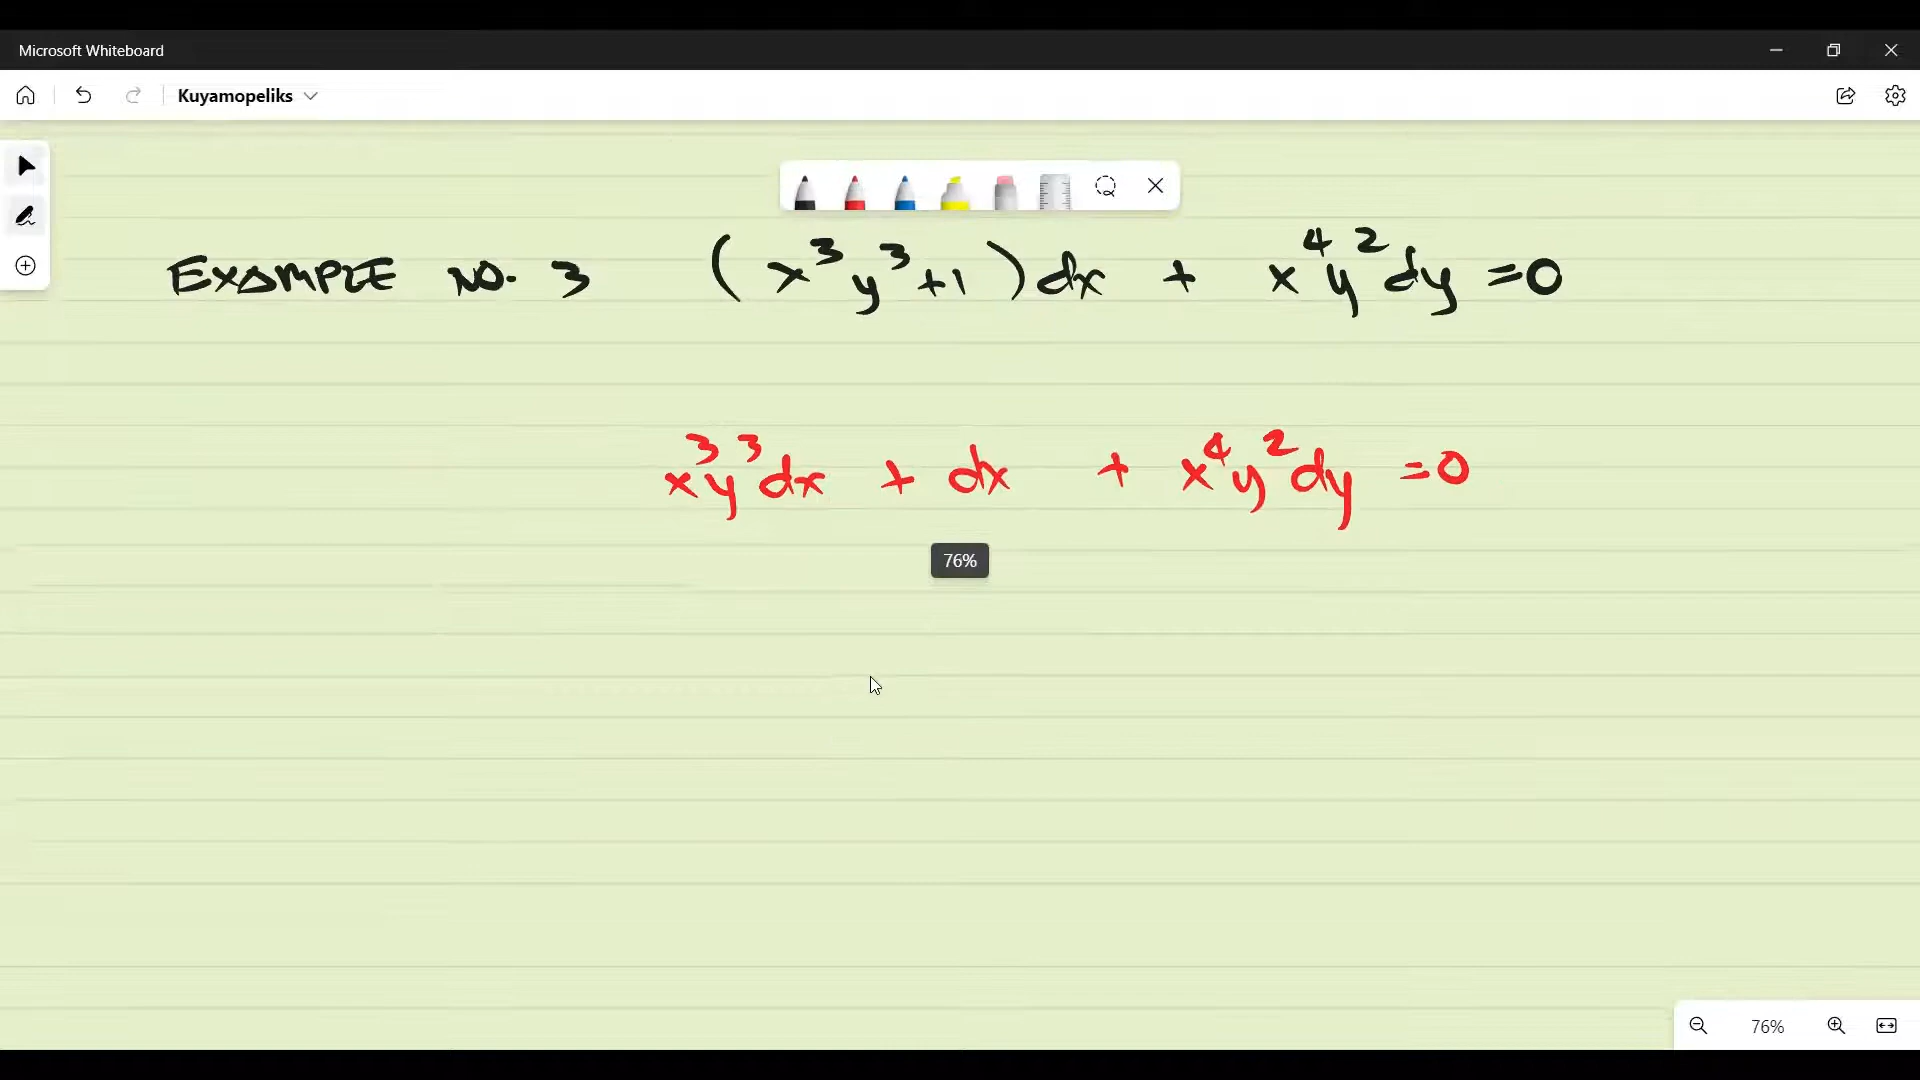 Microsoft Whiteboard
Kuyamopeliks
EXAMPLE NO. 3 (x³y³+1)dx + x⁴y²dy =0
x³y³dx + dx + x⁴y²dy =0
76%
76%